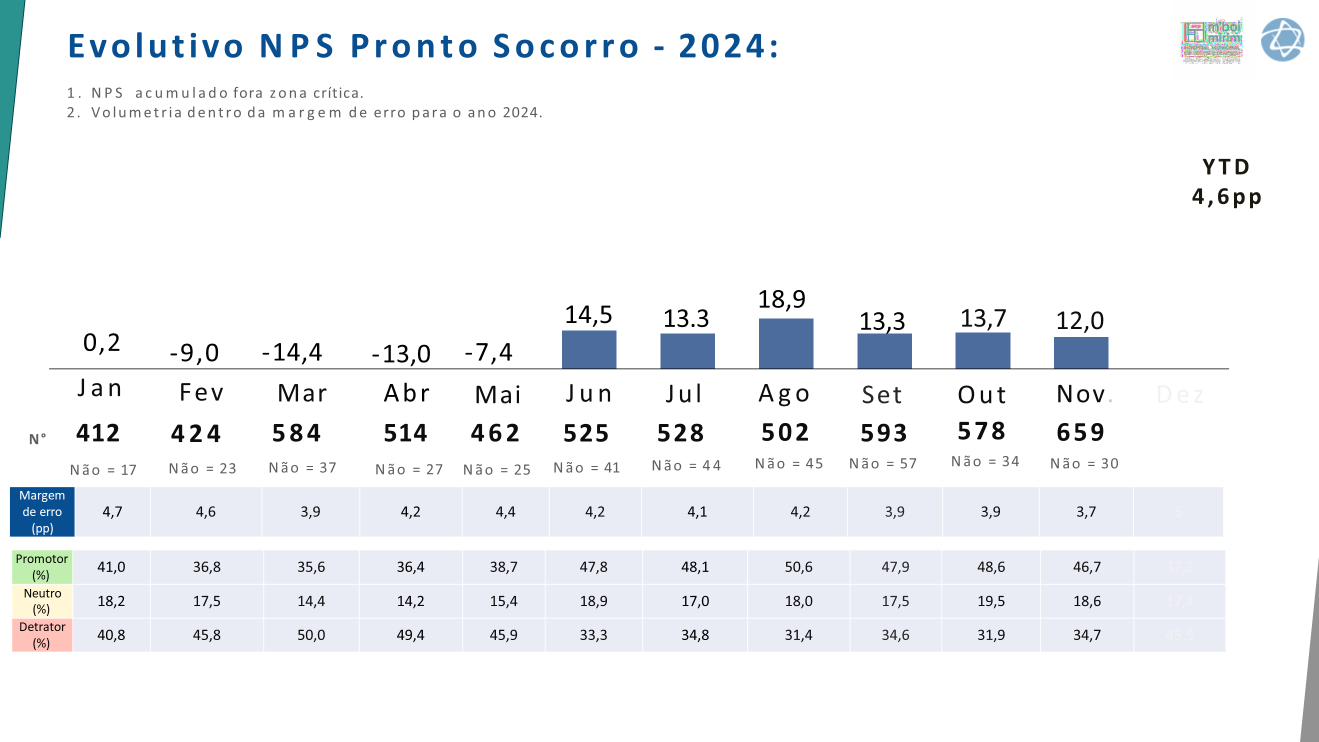 Evolutivo NPS Pronto Socorro - 2024:
1. NPS acumulado fora zona crítica.
2. Volumetria dentro da margem de erro para o ano 2024.
m'boi
mirim
YTD
4,6pp
0,2 -9,0 -14,4 -13,0 -7,4 14,5 13.3 18,9 13,3 13,7 12,0
Jan Fev Mar Abr Mai Jun Jul Ago Set Out Nov. Dez
N° 412 424 584 514 462 525 528 502 593 578 659
Não = 17 Não = 23 Não = 37 Não = 27 Não = 25 Não = 41 Não = 44 Não = 45 Não = 57 Não = 34 Não = 30
Margem
de erro
(pp)
4,7 4,6 3,9 4,2 4,4 4,2 4,1 4,2 3,9 3,9 3,7
Promotor
(%)
41,0 36,8 35,6 36,4 38,7 47,8 48,1 50,6 47,9 48,6 46,7
Neutro
(%)
18,2 17,5 14,4 14,2 15,4 18,9 17,0 18,0 17,5 19,5 18,6
Detrator
(%)
40,8 45,8 50,0 49,4 45,9 33,3 34,8 31,4 34,6 31,9 34,7